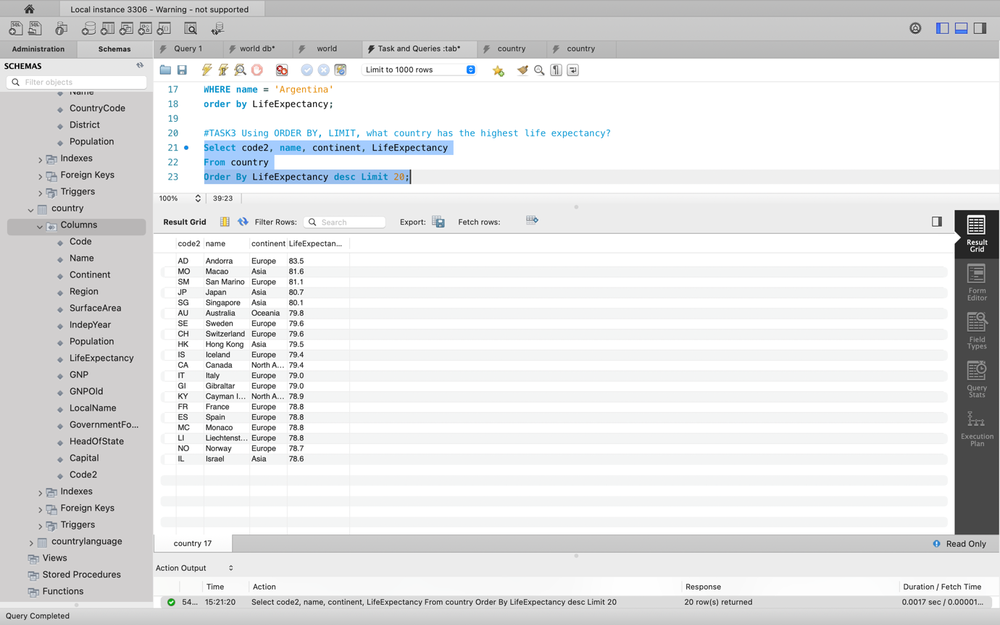 Local instance 3306 - Warning - not supported
Administration Schemas Query 1 world db* world Task and Queries :tab* country country
SCHEMAS
Filter objects
Limit to 1000 rows
Name
CountryCode
District
Population
Indexes
Foreign Keys
Triggers
country
Columns
Code
Name
Continent
Region
SurfaceArea
IndepYear
Population
LifeExpectancy
GNP
GNPOld
LocalName
GovernmentFo...
HeadOfState
Capital
Code2
Indexes
Foreign Keys
Triggers
countrylanguage
Views
Stored Procedures
Functions
17 WHERE name = 'Argentina'
18 order by LifeExpectancy;
19
20 #TASK3 Using ORDER BY, LIMIT, what country has the highest life expectancy?
21 Select code2, name, continent, LifeExpectancy
22 From country
23 Order By LifeExpectancy desc Limit 20;
100% 39:23
Result Grid Filter Rows: Search Export: Fetch rows:
code2 name continent LifeExpectan...
AD Andorra Europe 83.5
MO Macao Asia 81.6
SM San Marino Europe 81.1
JP Japan Asia 80.7
SG Singapore Asia 80.1
AU Australia Oceania 79.8
SE Sweden Europe 79.6
CH Switzerland Europe 79.6
HK Hong Kong Asia 79.5
IS Iceland Europe 79.4
CA Canada North A... 79.4
IT Italy Europe 79.0
GI Gibraltar Europe 79.0
KY Cayman I... North A... 78.9
FR France Europe 78.8
ES Spain Europe 78.8
MC Monaco Europe 78.8
LI Liechtenst... Europe 78.8
NO Norway Europe 78.7
IL Israel Asia 78.6
Result
Grid
Form
Editor
Field
Types
Query
Stats
Execution
Plan
country 17 Read Only
Action Output
Time Action Response Duration / Fetch Time
54... 15:21:20 Select code2, name, continent, LifeExpectancy From country Order By LifeExpectancy desc Limit 20 20 row(s) returned 0.0017 sec / 0.00001...
Query Completed